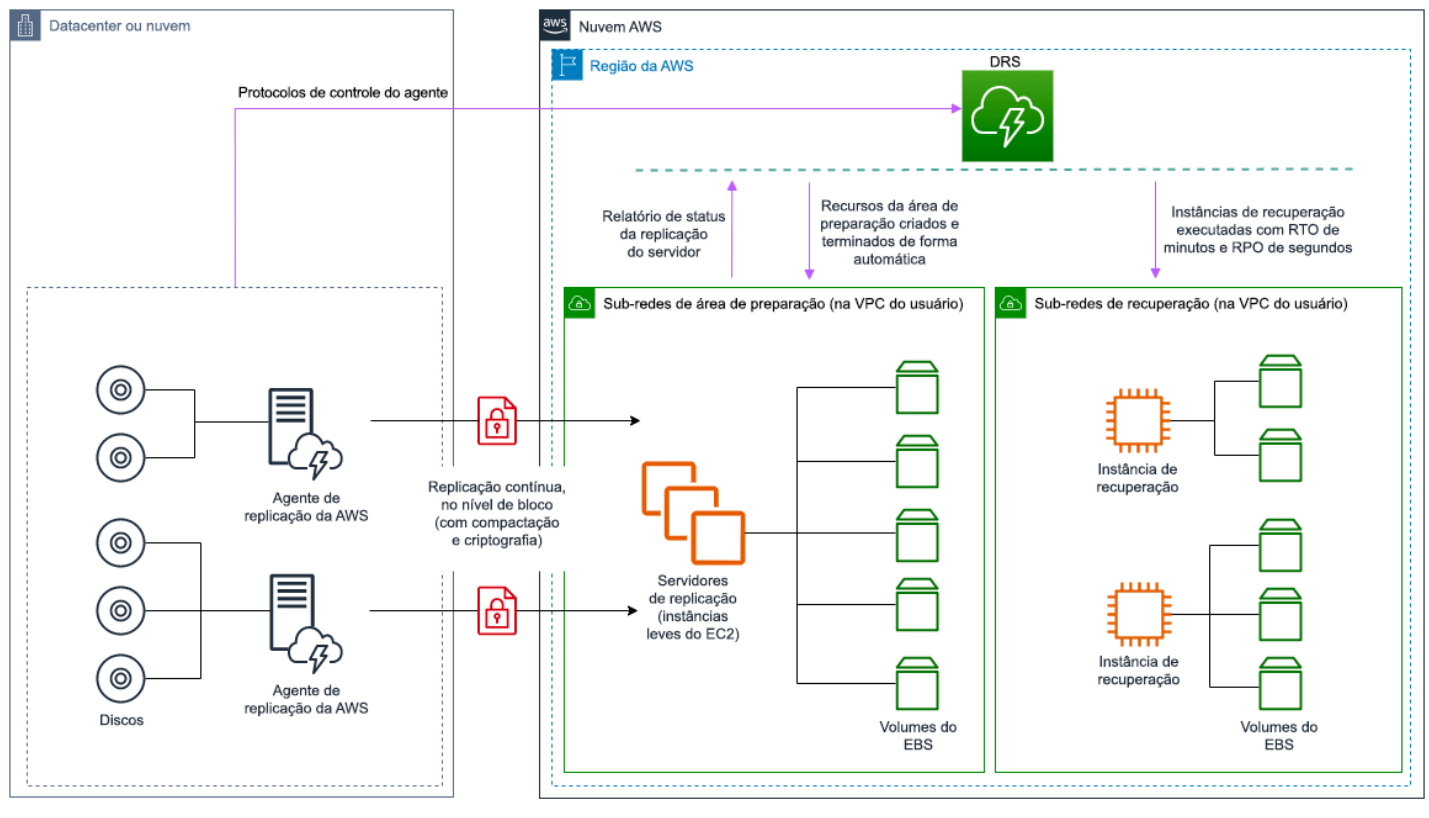 Datacenter ou nuvem
aws
Nuvem AWS
Região da AWS
DRS
Protocolos de controle do agente
Relatório de status
da replicação
do servidor
Recursos da área de
preparação criados e
terminados de forma
automática
Instâncias de recuperação
executadas com RTO de
minutos e RPO de segundos
Sub-redes de área de preparação (na VPC do usuário)
Sub-redes de recuperação (na VPC do usuário)
Agente de
replicação da AWS
Replicação contínua,
no nível de bloco
(com compactação
e criptografia)
Instância de
recuperação
Servidores
de replicação
(instâncias
leves do EC2)
Agente de
replicação da AWS
Discos
Instância de
recuperação
Volumes do
EBS
Volumes do
EBS